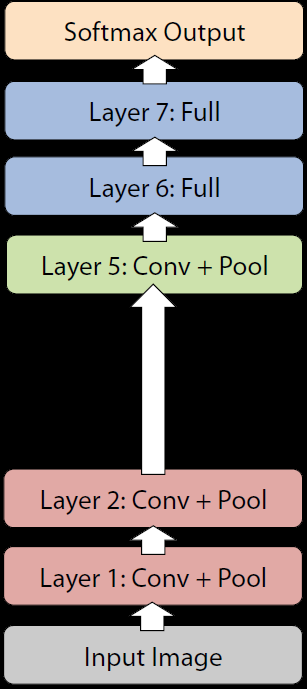 Softmax Output
Layer 7: Full
Layer 6: Full
Layer 5: Conv + Pool
Layer 2: Conv + Pool
Layer 1: Conv + Pool
Input Image